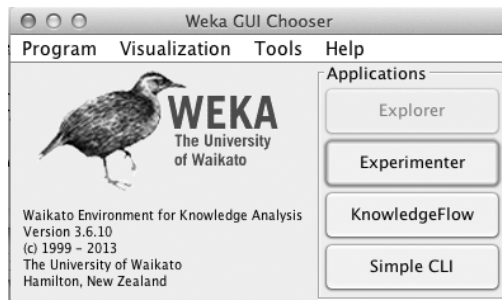 Weka GUI Chooser
Program Visualization Tools Help
WEKA
The University
of Waikato
Waikato Environment for Knowledge Analysis
Version 3.6.10
(c) 1999 - 2013
The University of Waikato
Hamilton, New Zealand
Applications
Explorer
Experimenter
KnowledgeFlow
Simple CLI